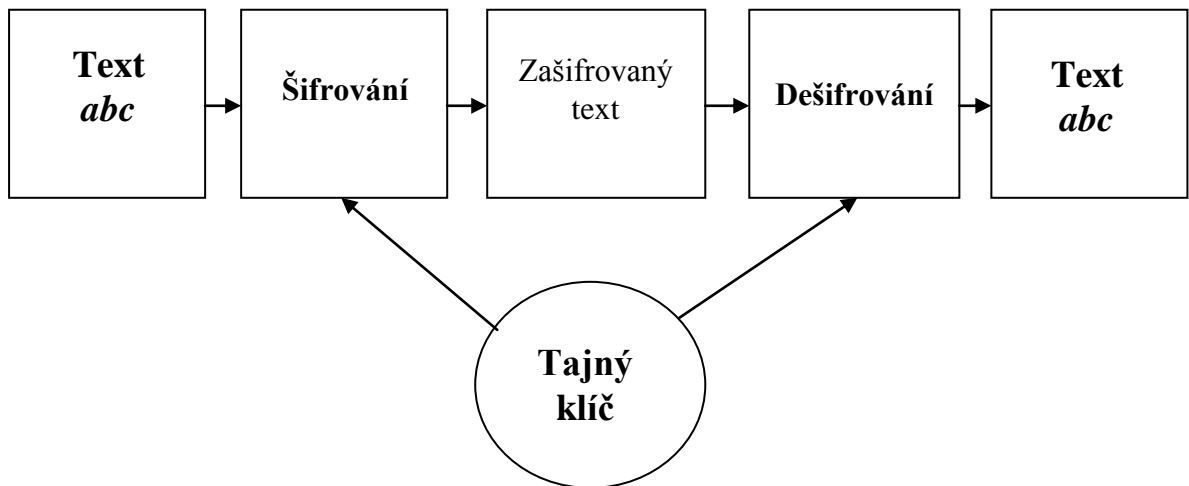 Text
abc
Šifrování
Zašifrovaný
text
Dešifrování
Text
abc
Tajný
klíč